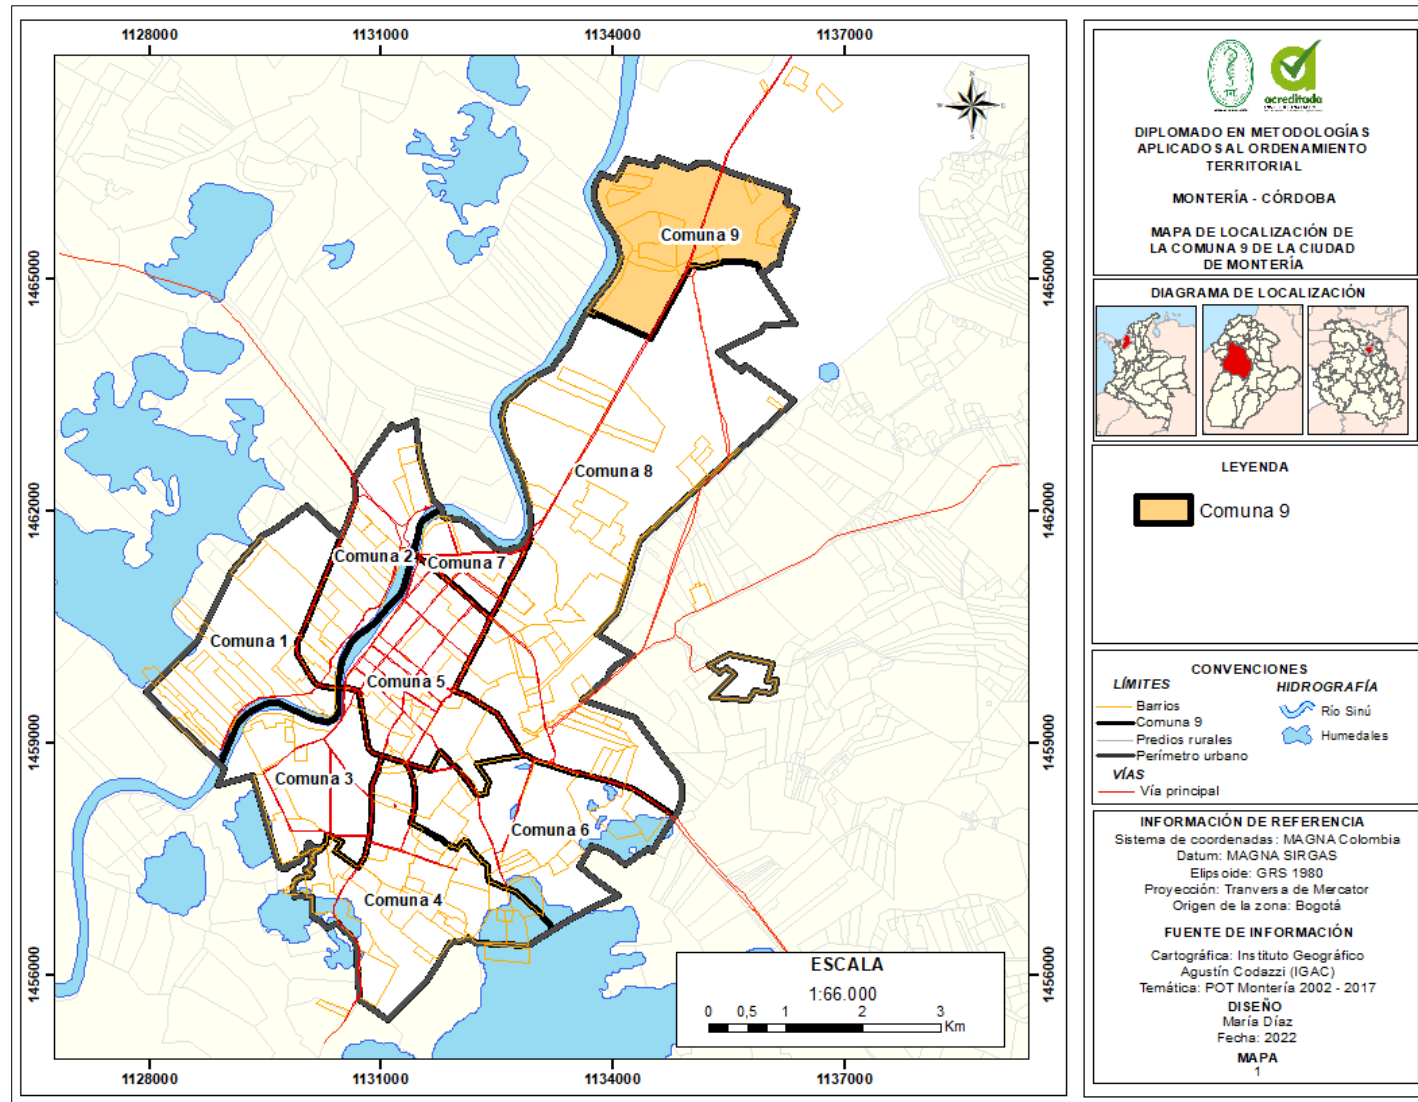 1128000
1131000
1134000
1137000
1465000
1462000
1459000
1456000
N
W
S
Comuna 9
Comuna 8
Comuna 2
Comuna 7
Comuna 1
Comuna 5
Comuna 3
Comuna 6
Comuna 4
1465000
1462000
1459000
1456000
ESCALA
1:66.000
0 0,5 1 2 3
Km
1128000
1131000
1134000
1137000
acreditada
DIPLOMADO EN METODOLOGÍAS
APLICADOS AL ORDENAMIENTO
TERRITORIAL
MONTERÍA - CÓRDOBA
MAPA DE LOCALIZACIÓN DE
LA COMUNA 9 DE LA CIUDAD
DE MONTERÍA
DIAGRAMA DE LOCALIZACIÓN
LEYENDA
Comuna 9
CONVENCIONES
LÍMITES
Barrios
Comuna 9
Predios rurales
Perímetro urbano
VÍAS
Vía principal
HIDROGRAFÍA
Río Sinú
Humedales
INFORMACIÓN DE REFERENCIA
Sistema de coordenadas: MAGNA Colombia
Datum: MAGNA SIRGAS
Elipsoide: GRS 1980
Proyección: Tranversa de Mercator
Origen de la zona: Bogotá
FUENTE DE INFORMACIÓN
Cartográfica: Instituto Geográfico
Agustín Codazzi (IGAC)
Temática: POT Montería 2002 - 2017
DISEÑO
María Díaz
Fecha: 2022
MAPA
1